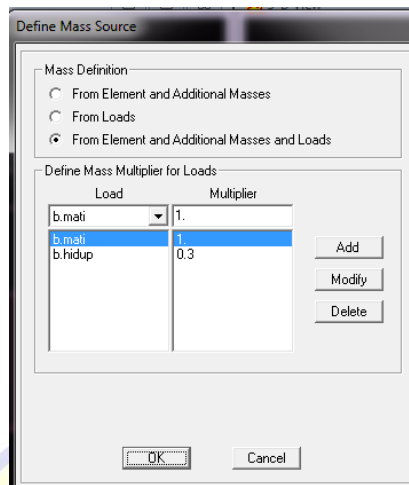 Define Mass Source
Mass Definition
From Element and Additional Masses
From Loads
From Element and Additional Masses and Loads
Define Mass Multiplier for Loads
Load Multiplier
b.mati 1.
b.mati 1.
b.hidup 0.3
Add
Modify
Delete
OK Cancel